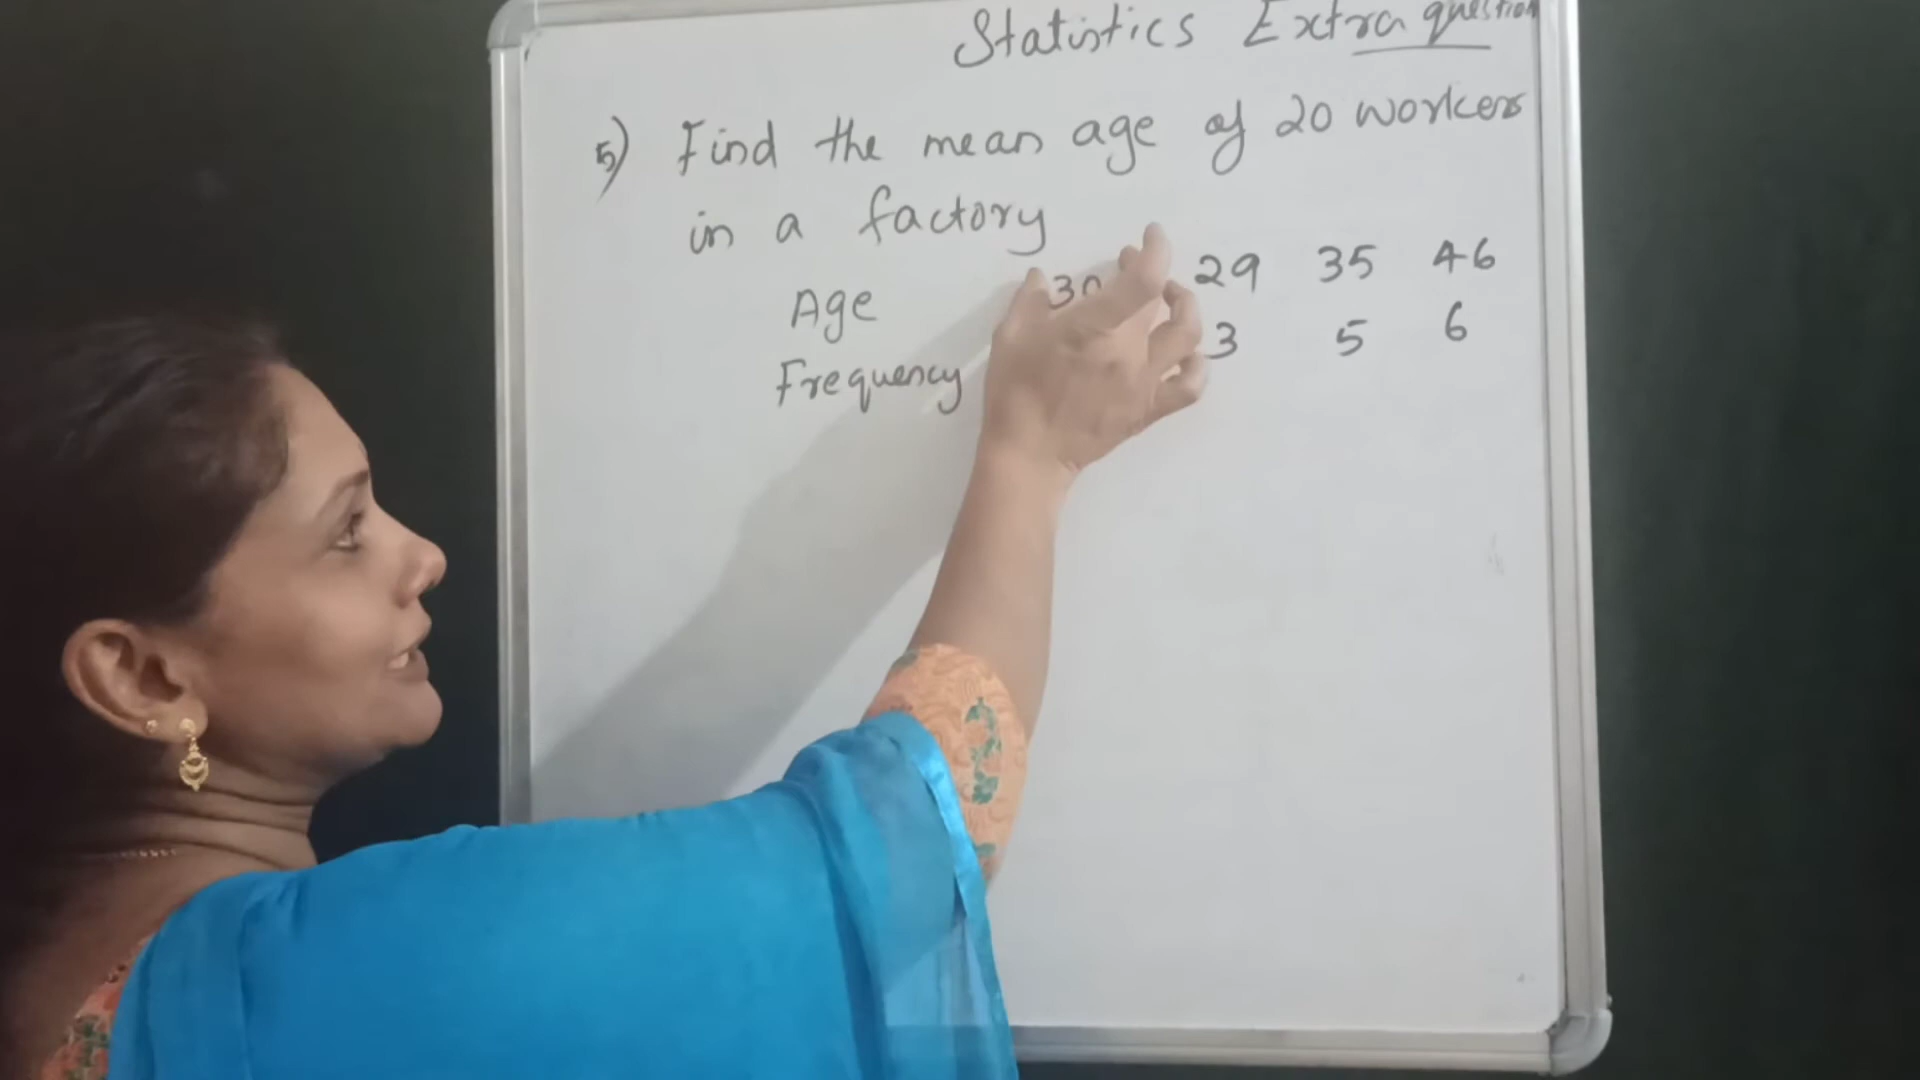 Statistics Extra question
5) Find the mean age of 20 workers
in a factory
Age 30 29 35 46
Frequency 3 5 6